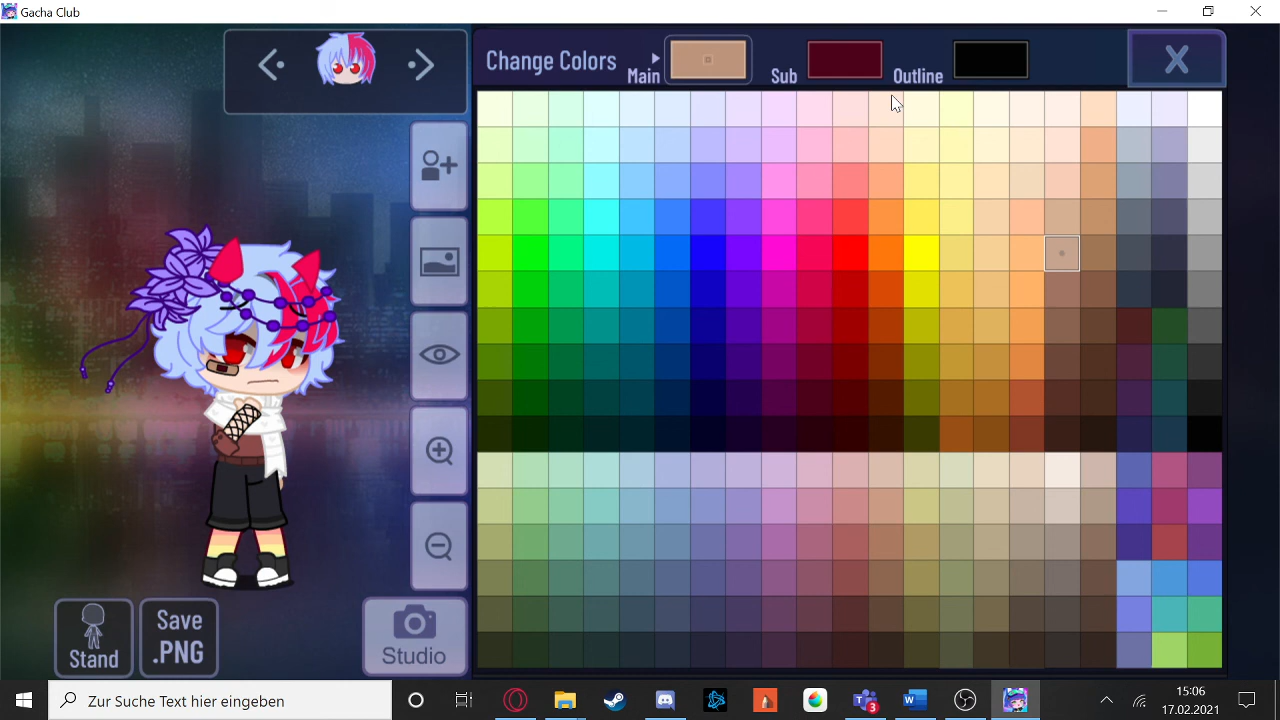 Gacha Club
Change Colors
Main
Sub
Outline
X
Stand
Save
.PNG
Studio
Zur Suche Text hier eingeben
3
15:06
17.02.2021